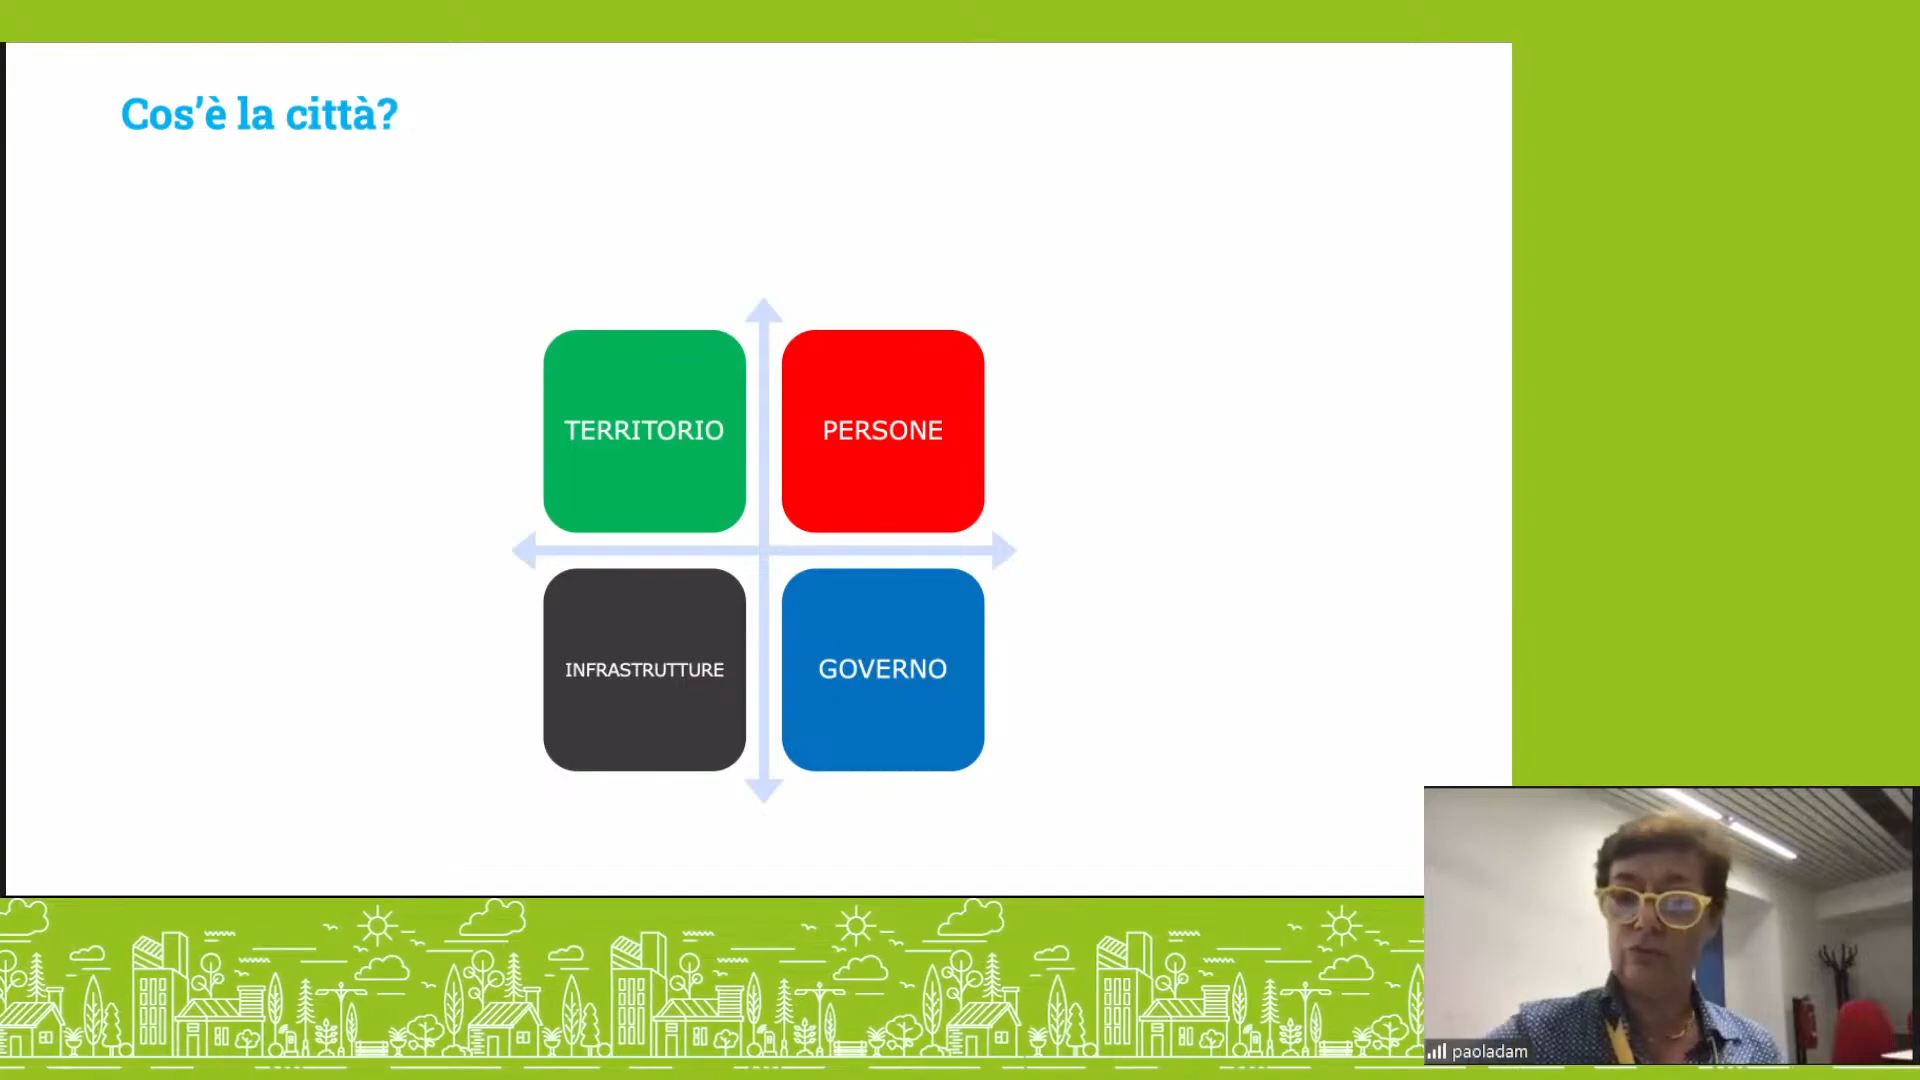 Cos’è la città?
TERRITORIO
PERSONE
INFRASTRUTTURE
GOVERNO
paoladam